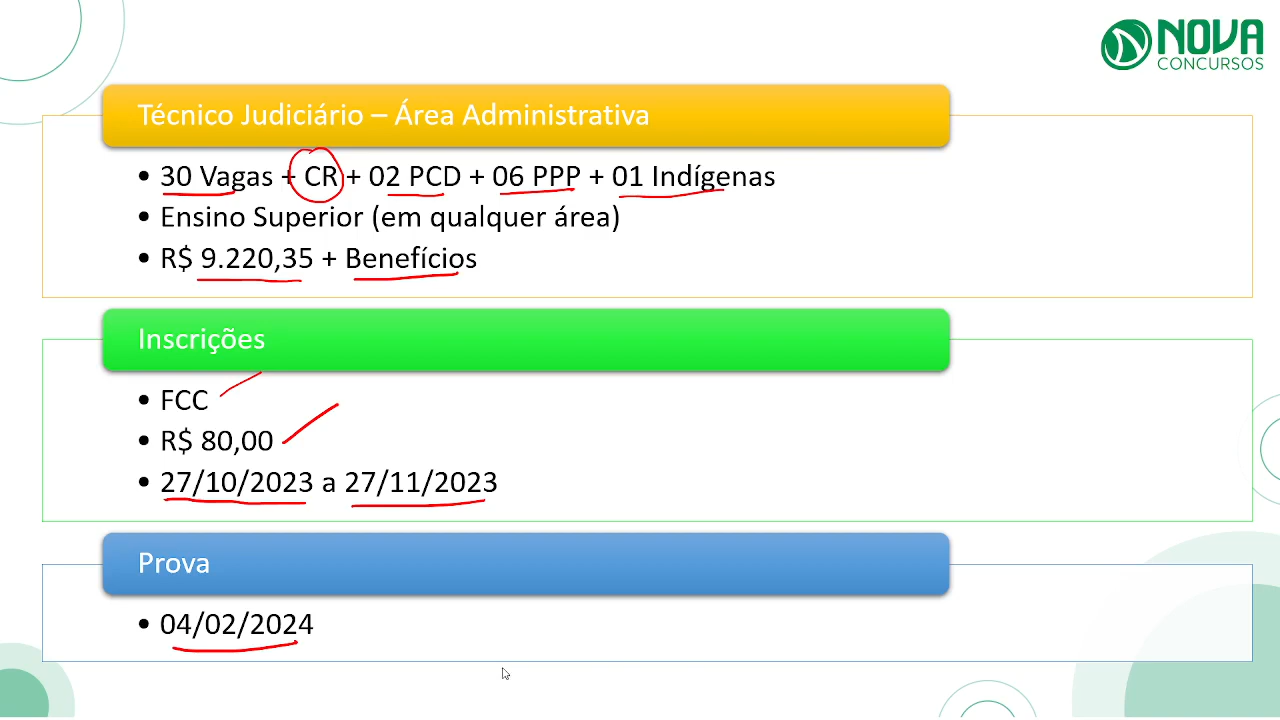 NOVA
CONCURSOS
Técnico Judiciário – Área Administrativa
• 30 Vagas + CR + 02 PCD + 06 PPP + 01 Indígenas
• Ensino Superior (em qualquer área)
• R$ 9.220,35 + Benefícios
Inscrições
• FCC
• R$ 80,00
• 27/10/2023 a 27/11/2023
Prova
• 04/02/2024